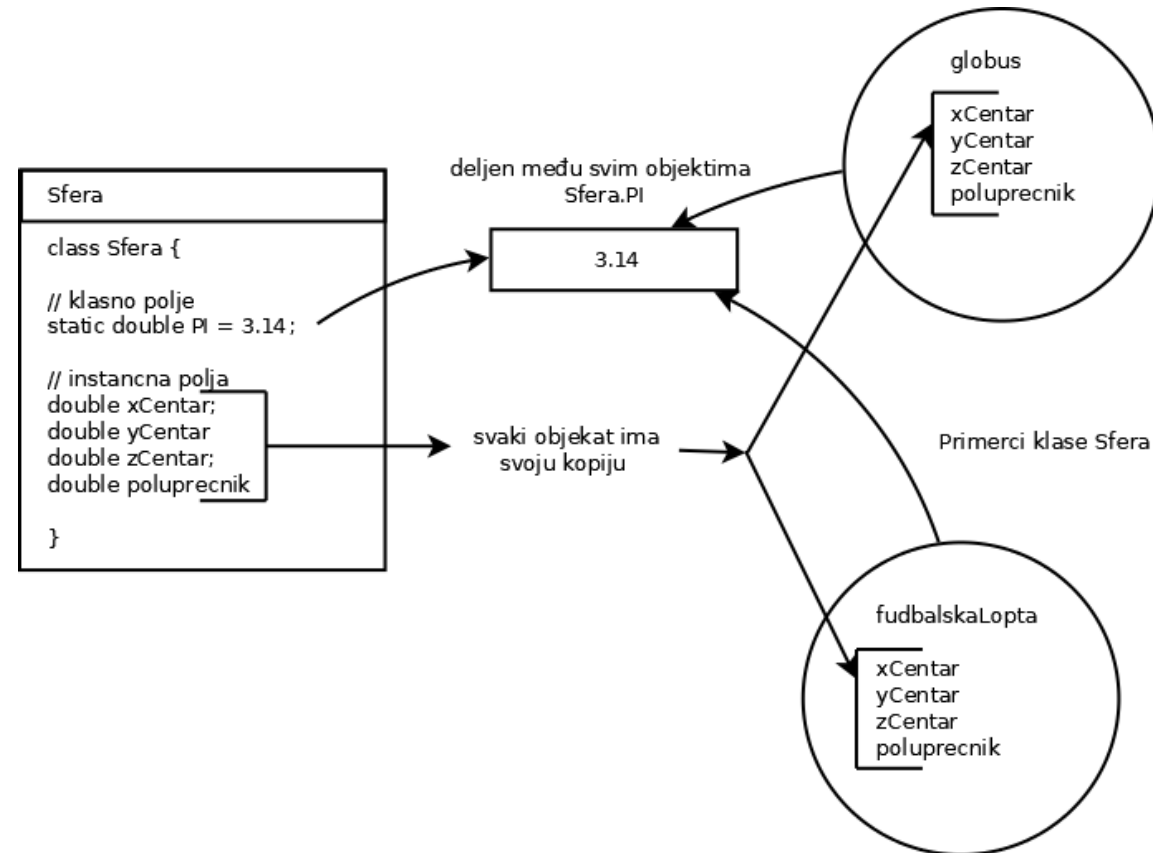 Sfera
class Sfera {
// klasno polje
static double PI = 3.14;
// instancna polja
double xCentar;
double yCentar
double zCentar;
double poluprecnik
}
deljen među svim objektima
Sfera.PI
3.14
svaki objekat ima
svoju kopiju
globus
xCentar
yCentar
zCentar
poluprecnik
Primerci klase Sfera
fudbalskaLopta
xCentar
yCentar
zCentar
poluprecnik